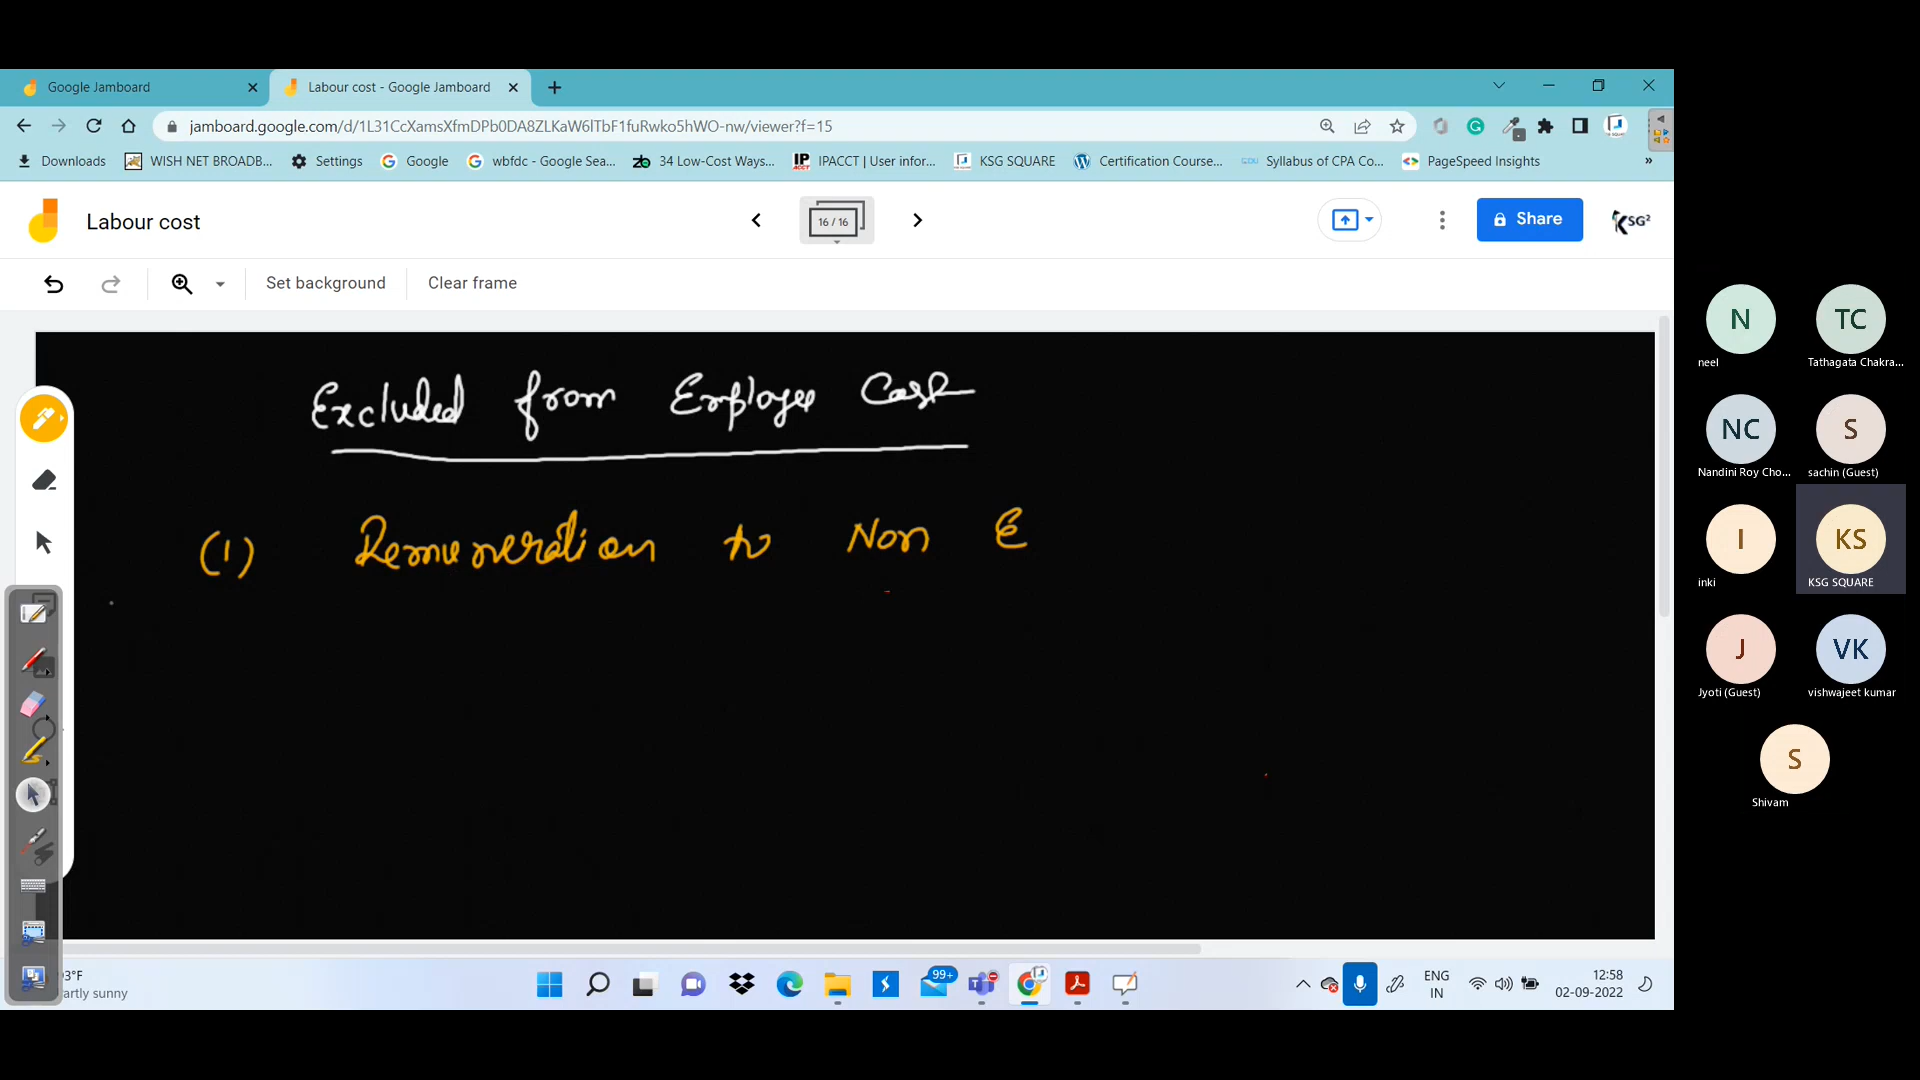 Google Jamboard
Labour cost - Google Jamboard
jamboard.google.com/d/1L31CcXamsXfmDPb0DA8ZLKaW6lTbF1fuRwko5hWO-nw/viewer?f=15
Downloads WISH NET BROADB... Settings Google wbfdc - Google Sea... 34 Low-Cost Ways... IPACCT | User infor... KSG SQUARE Certification Course... Syllabus of CPA Co... PageSpeed Insights »
Labour cost
16 / 16
Share
KSG²
Set background Clear frame
Excluded from Employee Cost
(1) Remuneration to Non E
N TC
neel Tathagata Chakra...
NC S
Nandini Roy Cho... sachin (Guest)
I KS
inki KSG SQUARE
J VK
Jyoti (Guest) vishwajeet kumar
S
Shivam
93°F
artly sunny
99+
ENG
IN
12:58
02-09-2022